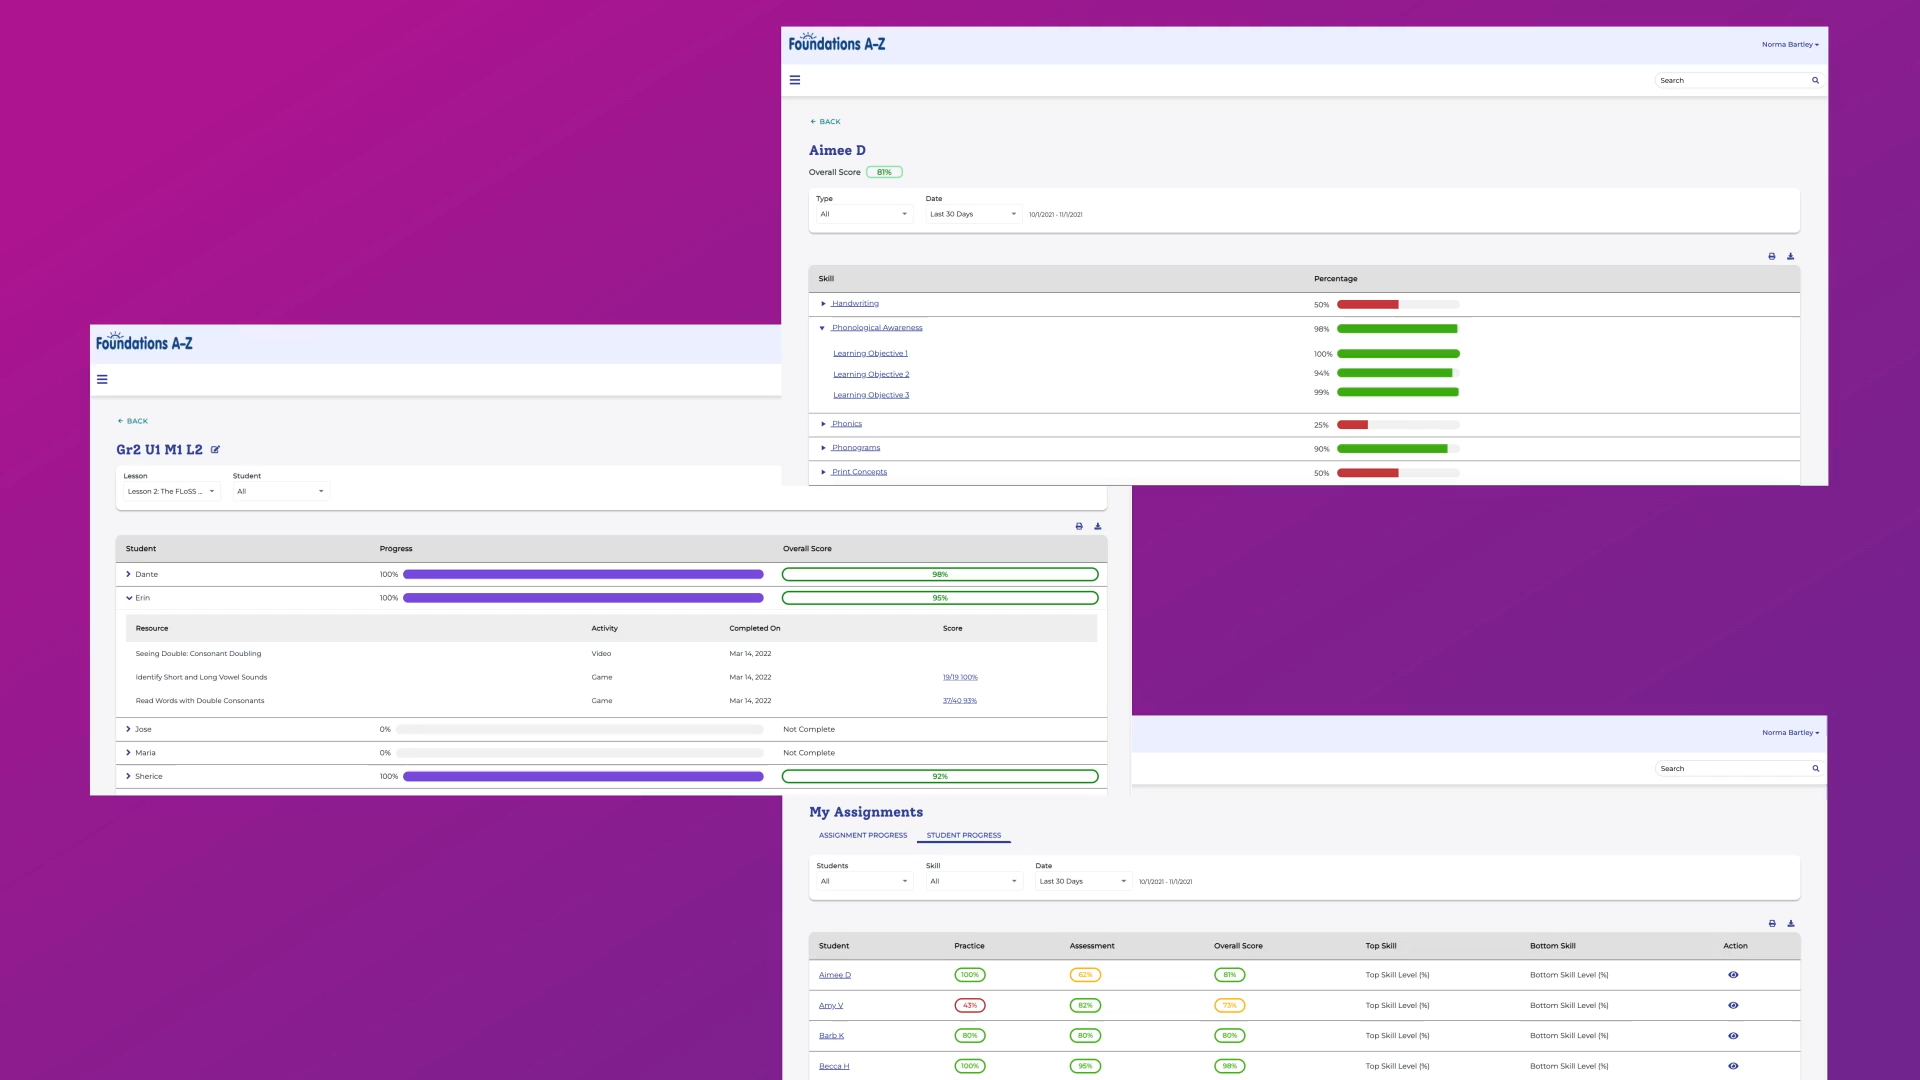 Foundations A-Z
Norma Bartley
Search
← BACK
Aimee D
Overall Score 81%
Type Date
All Last 30 Days 10/1/2021 - 11/1/2021
Skill Percentage
Handwriting 50%
Phonological Awareness 98%
Learning Objective 1 100%
Learning Objective 2 94%
Learning Objective 3 99%
Phonics 25%
Phonograms 90%
Print Concepts 50%
Foundations A-Z
← BACK
Gr2 U1 M1 L2
Lesson Student
Lesson 2: The FLoSS ... All
Student Progress Overall Score
Dante 100% 98%
Erin 100% 95%
Resource Activity Completed On Score
Seeing Double: Consonant Doubling Video Mar 14, 2022
Identify Short and Long Vowel Sounds Game Mar 14, 2022 19/19 100%
Read Words with Double Consonants Game Mar 14, 2022 37/40 93%
Jose 0% Not Complete
Maria 0% Not Complete
Sherice 100% 92%
Norma Bartley
Search
My Assignments
ASSIGNMENT PROGRESS STUDENT PROGRESS
Students Skill Date
All All Last 30 Days 10/1/2021 - 11/1/2021
Student Practice Assessment Overall Score Top Skill Bottom Skill Action
Aimee D 100% 62% 81% Top Skill Level (%) Bottom Skill Level (%)
Amy V 43% 82% 73% Top Skill Level (%) Bottom Skill Level (%)
Barb K 80% 80% 80% Top Skill Level (%) Bottom Skill Level (%)
Becca H 100% 95% 98% Top Skill Level (%) Bottom Skill Level (%)